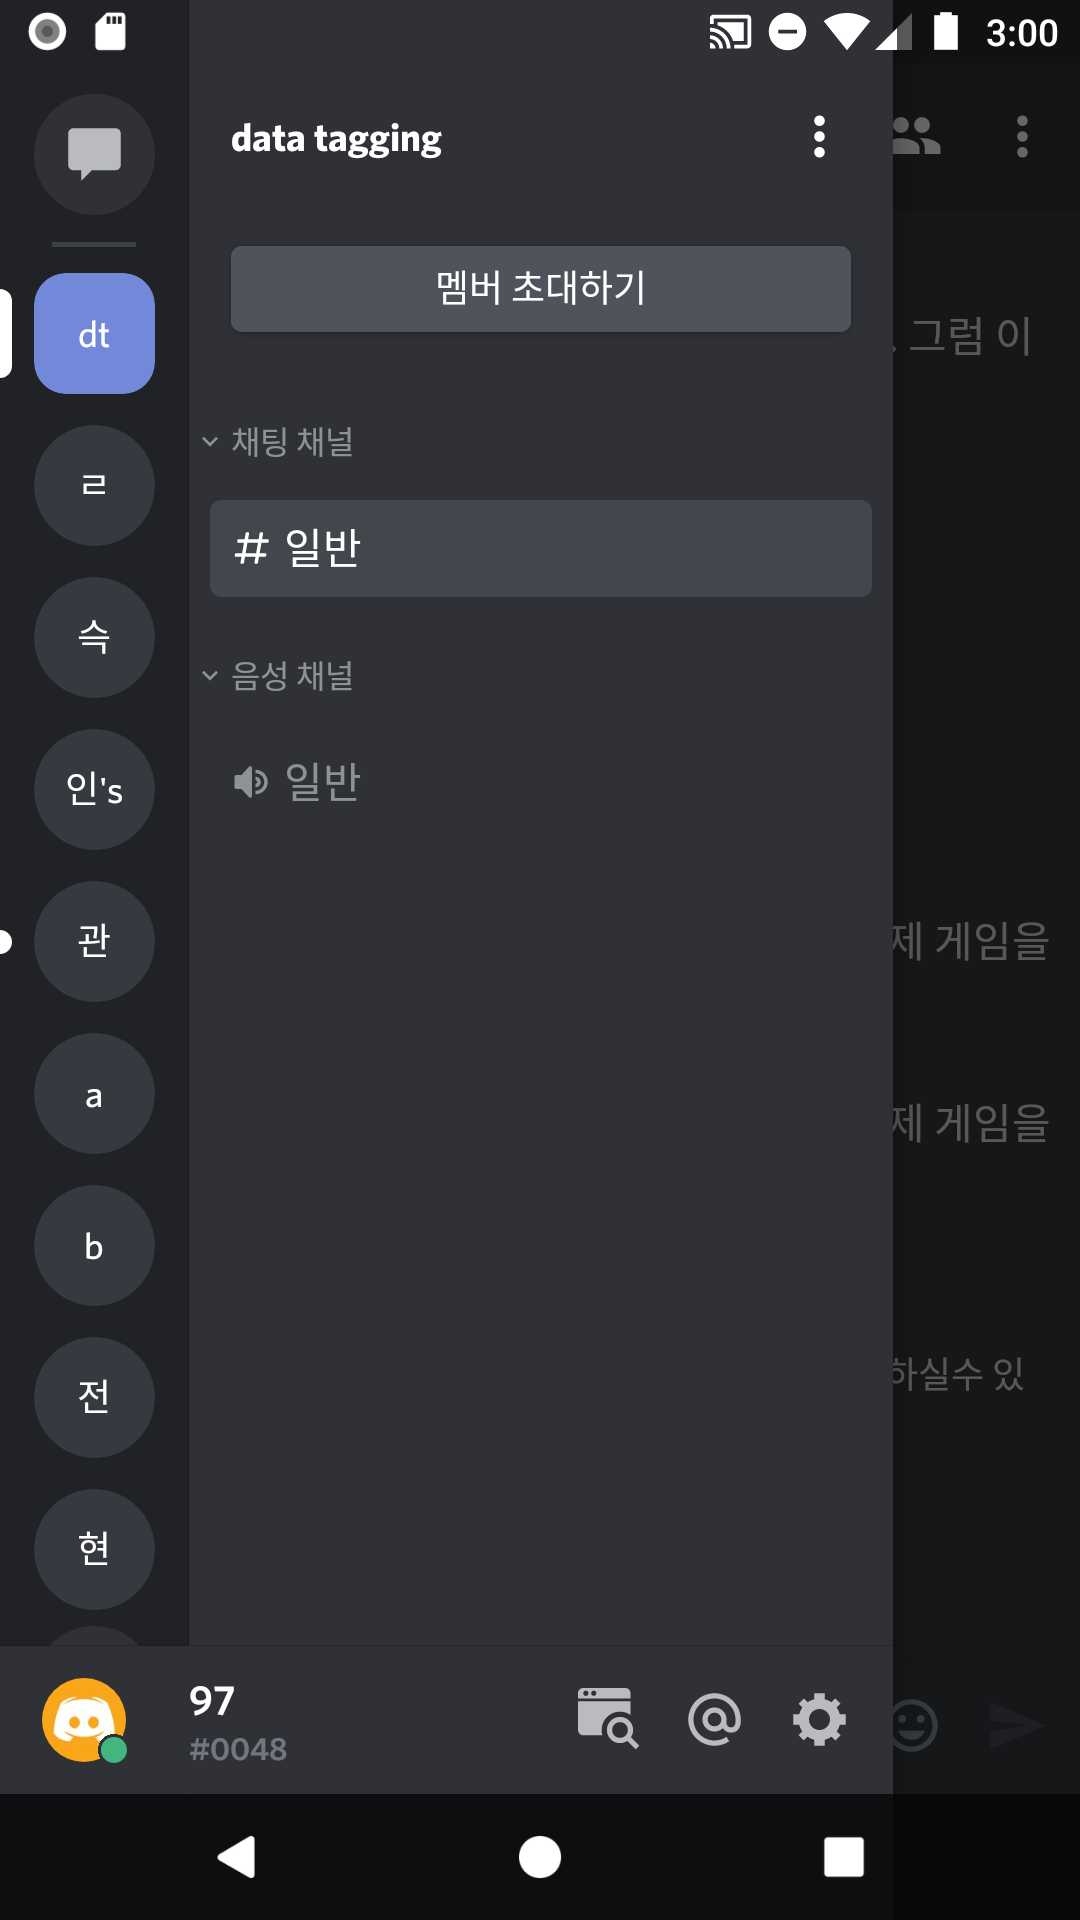 3:00
data tagging
멤버 초대하기
그럼 이
dt
채팅 채널
ㄹ
# 일반
슥
음성 채널
인's
일반
관
제 게임을
a
제 게임을
b
하실수 있
전
현
97
#0048